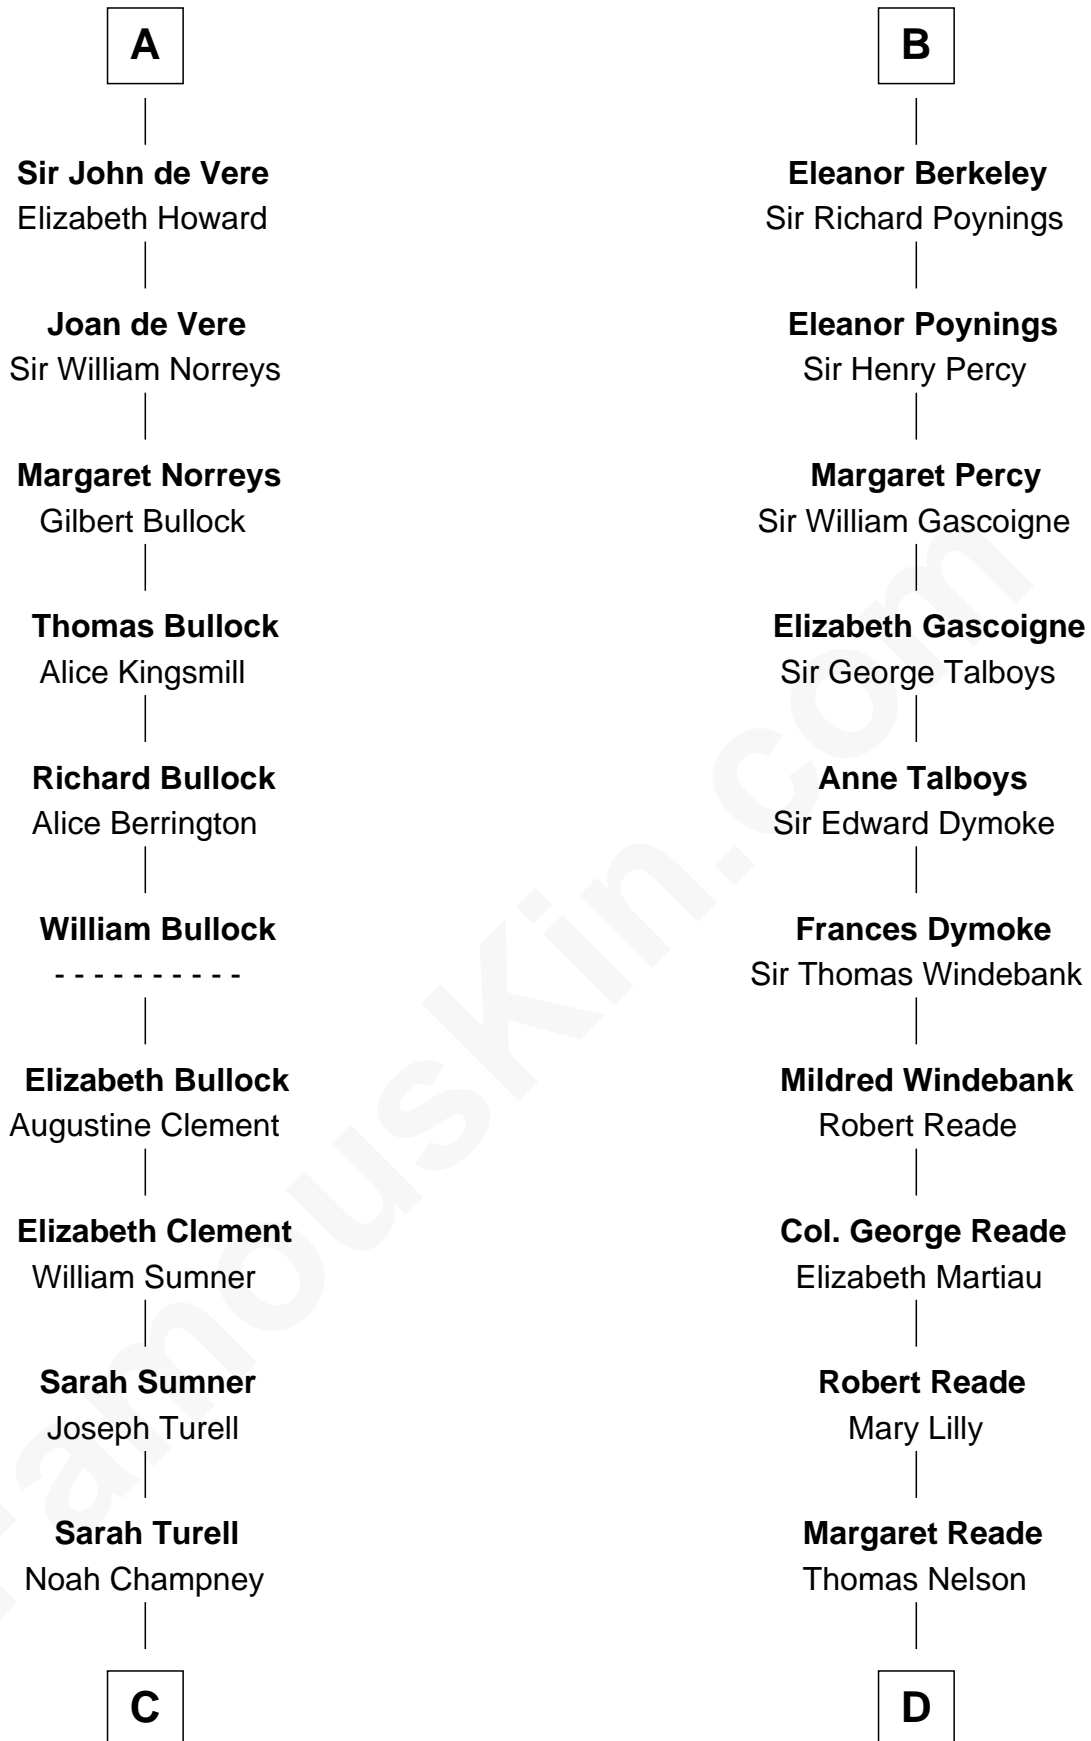 A
Sir John de Vere
Elizabeth Howard
Joan de Vere
Sir William Norreys
Margaret Norreys
Gilbert Bullock
Thomas Bullock
Alice Kingsmill
Richard Bullock
Alice Berrington
William Bullock
- - - - - - - - - -
Elizabeth Bullock
Augustine Clement
Elizabeth Clement
William Sumner
Sarah Sumner
Joseph Turell
Sarah Turell
Noah Champney
C
B
Eleanor Berkeley
Sir Richard Poynings
Eleanor Poynings
Sir Henry Percy
Margaret Percy
Sir William Gascoigne
Elizabeth Gascoigne
Sir George Talboys
Anne Talboys
Sir Edward Dymoke
Frances Dymoke
Sir Thomas Windebank
Mildred Windebank
Robert Reade
Col. George Reade
Elizabeth Martiau
Robert Reade
Mary Lilly
Margaret Reade
Thomas Nelson
D
FamousKin.com